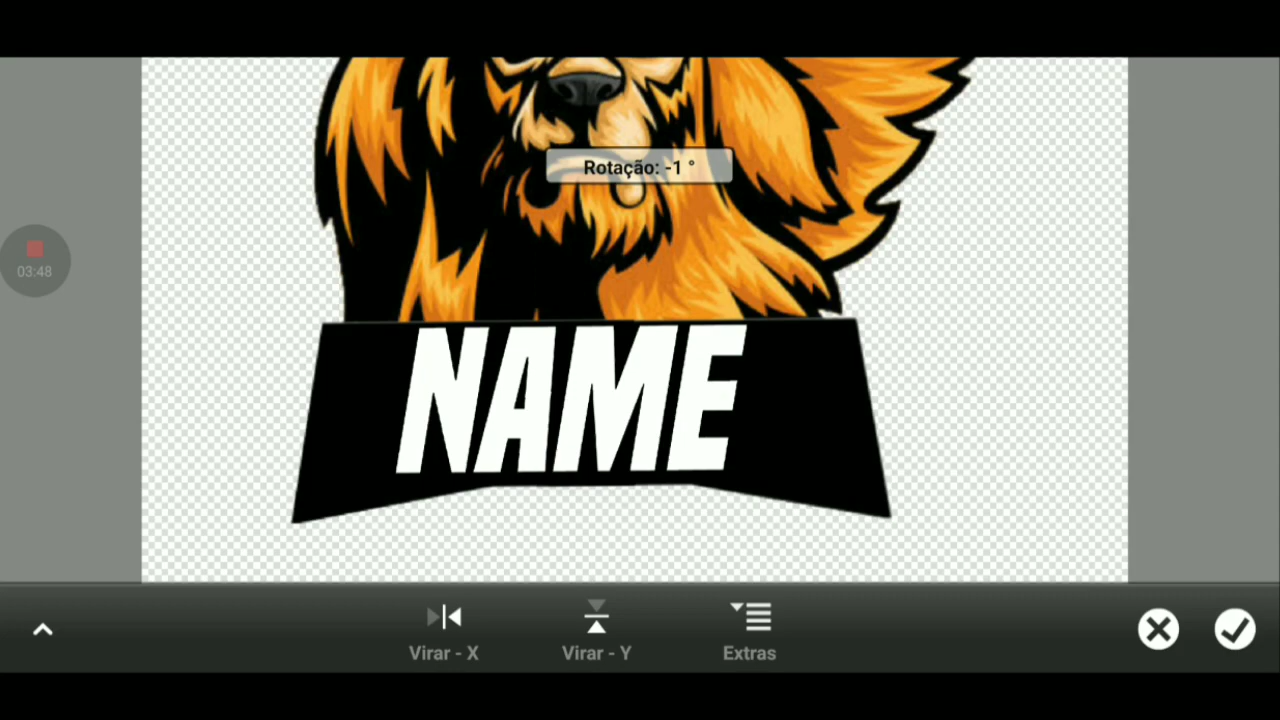 Rotação: -1 °
03:48
NAME
Virar - X
Virar - Y
Extras